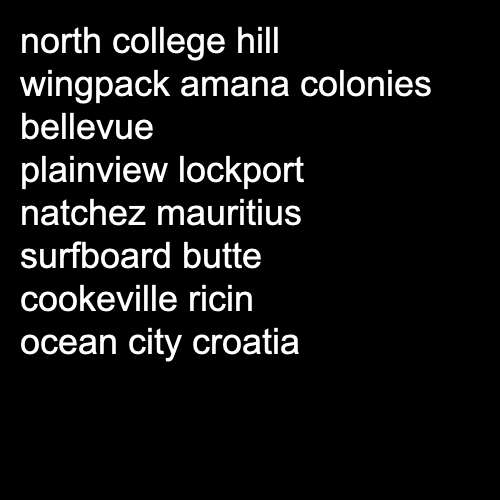 north college hill
wingpack amana colonies
bellevue
plainview lockport
natchez mauritius
surfboard butte
cookeville ricin
ocean city croatia